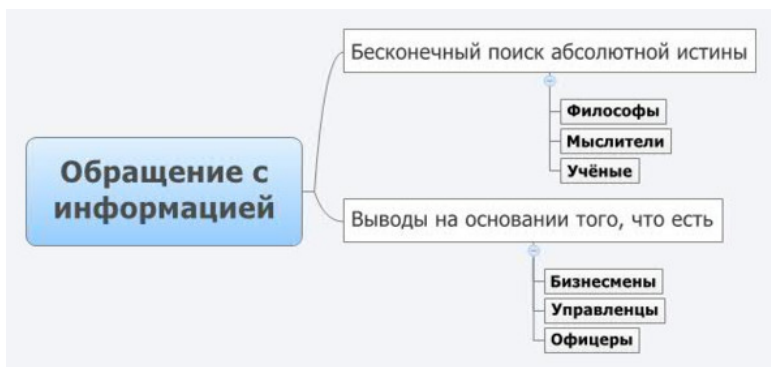 Обращение с
информацией
Бесконечный поиск абсолютной истины
Философы
Мыслители
Учёные
Выводы на основании того, что есть
Бизнесмены
Управленцы
Офицеры